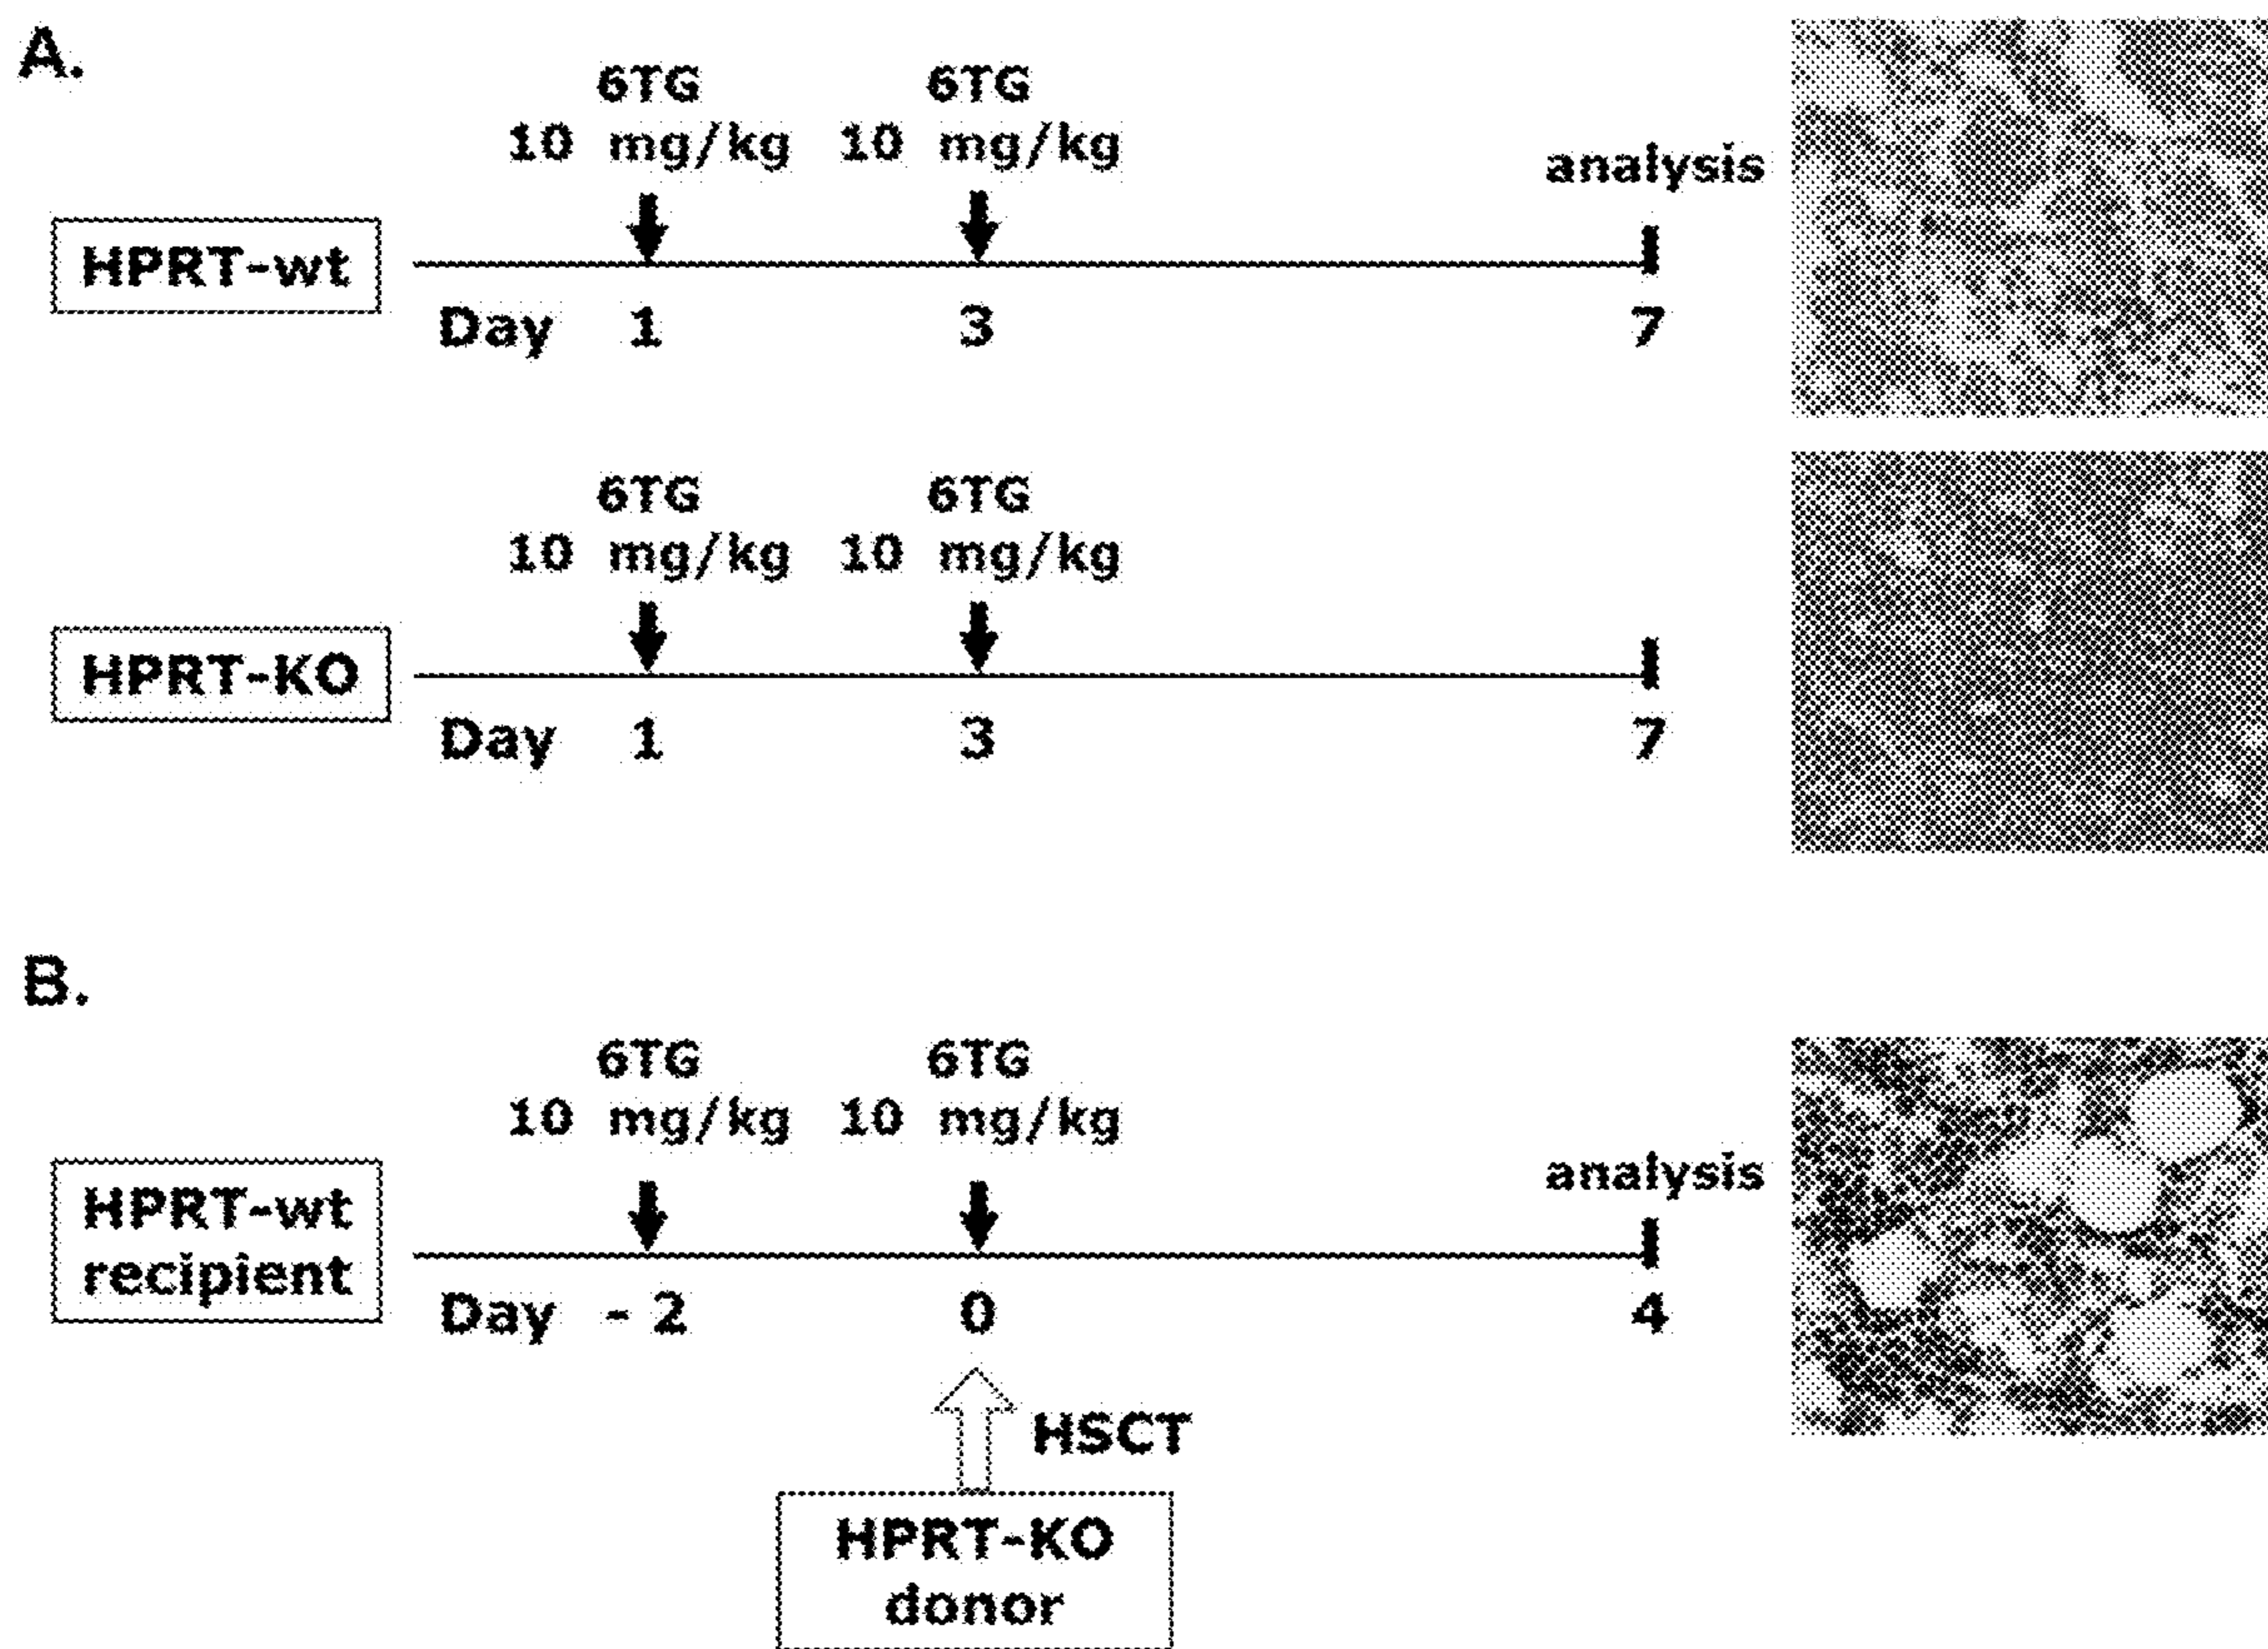 A.
6TG 6TG
10 mg/kg 10 mg/kg
analysis
HPRT-wt
Day 1 3 7
6TG 6TG
10 mg/kg 10 mg/kg
HPRT-KO
Day 1 3 7
B.
6TG 6TG
10 mg/kg 10 mg/kg
analysis
HPRT-wt
recipient
Day - 2 0 4
HSCT
HPRT-KO
donor